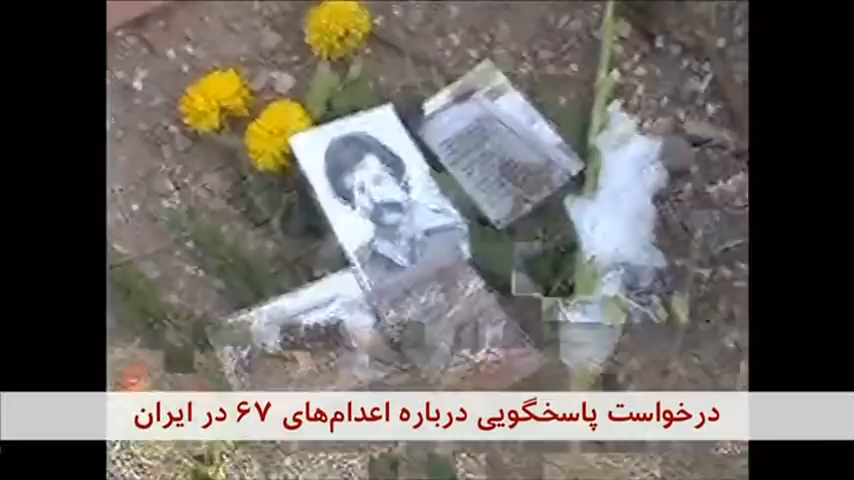 درخواست پاسخگویی درباره اعدام‌های ۶۷ در ایران